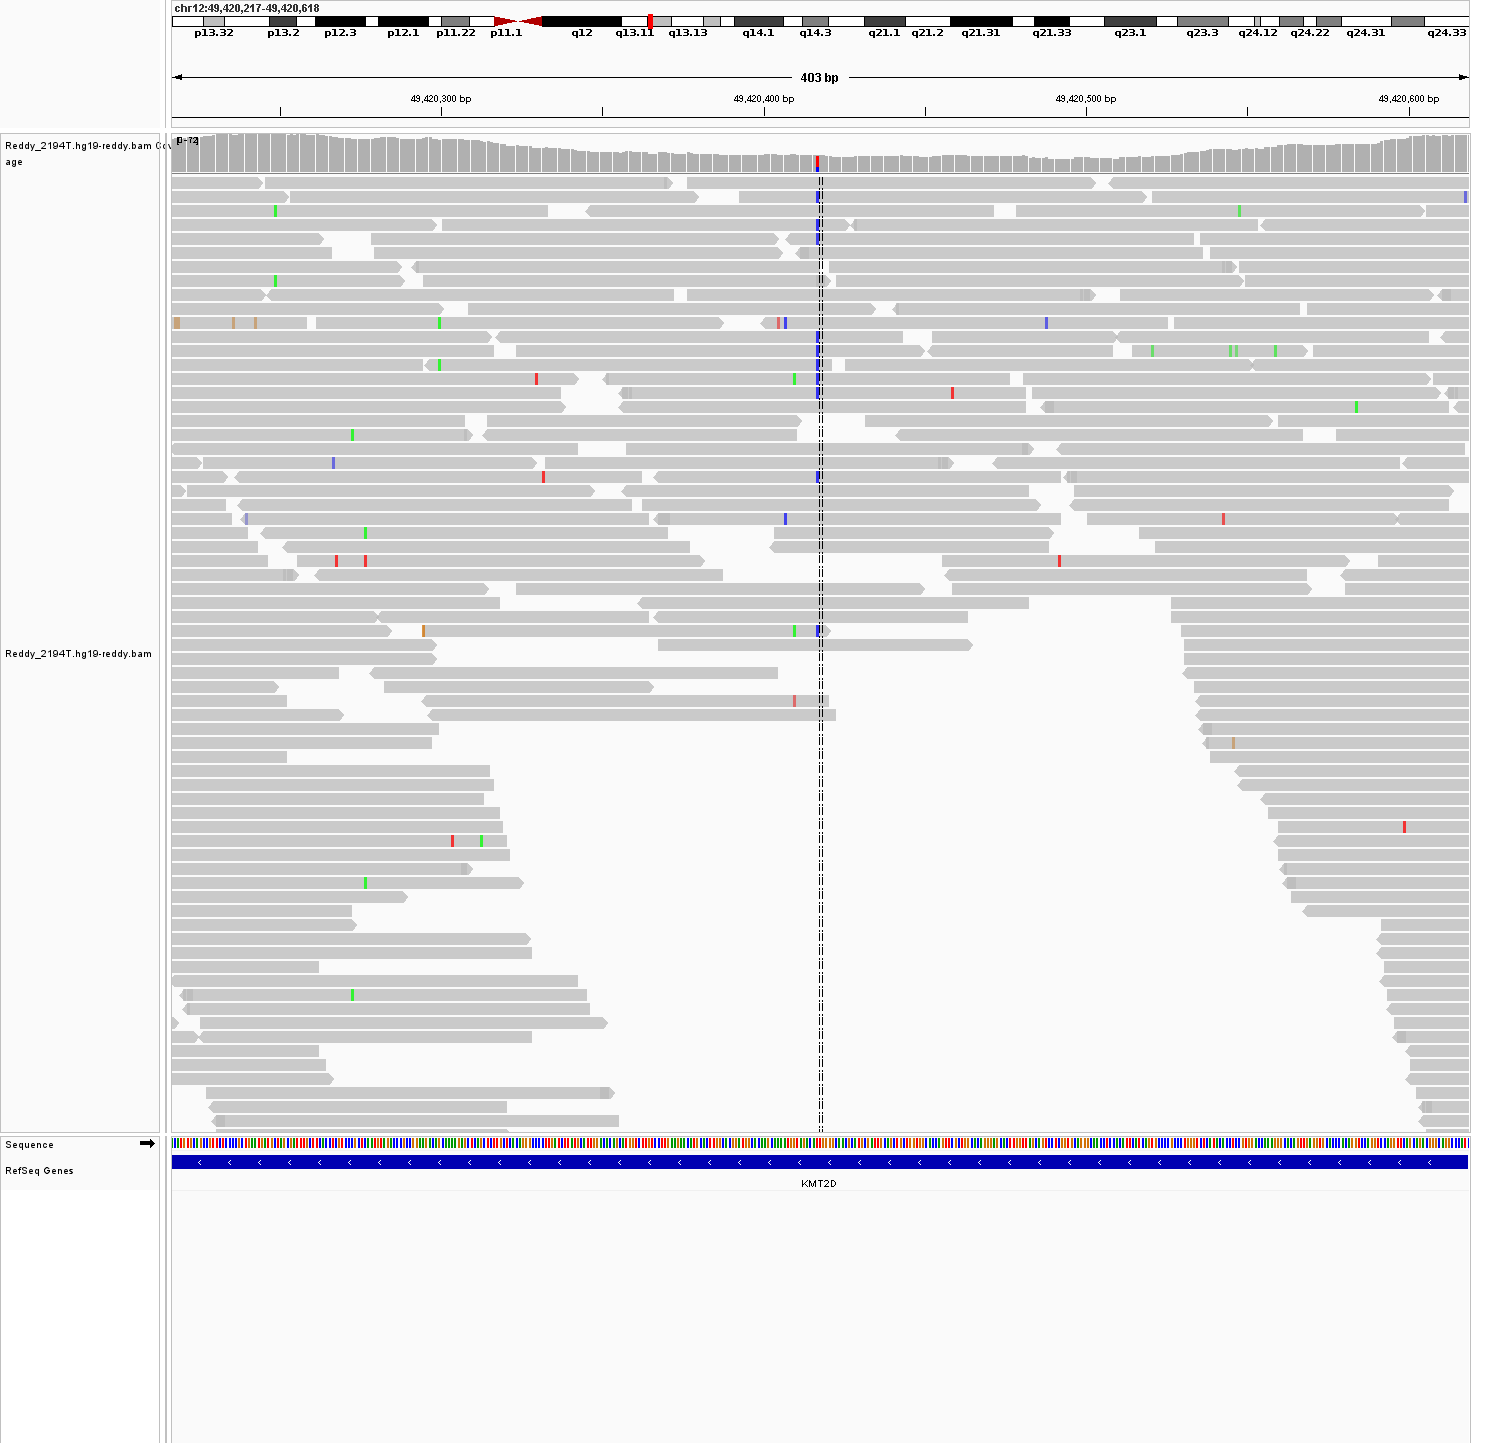 chr12:49,420,217-49,420,618
p13.32 p13.2 p12.3 p12.1 p11.22 p11.1 q12 q13.11 q13.13 q14.1 q14.3 q21.1 q21.2 q21.31 q21.33 q23.1 q23.3 q24.12 q24.22 q24.31 q24.33
403 bp
49,420,300 bp 49,420,400 bp 49,420,500 bp 49,420,600 bp
[0-72]
Reddy_2194T.hg19-reddy.bam Cov
age
Reddy_2194T.hg19-reddy.bam
Sequence
RefSeq Genes
KMT2D